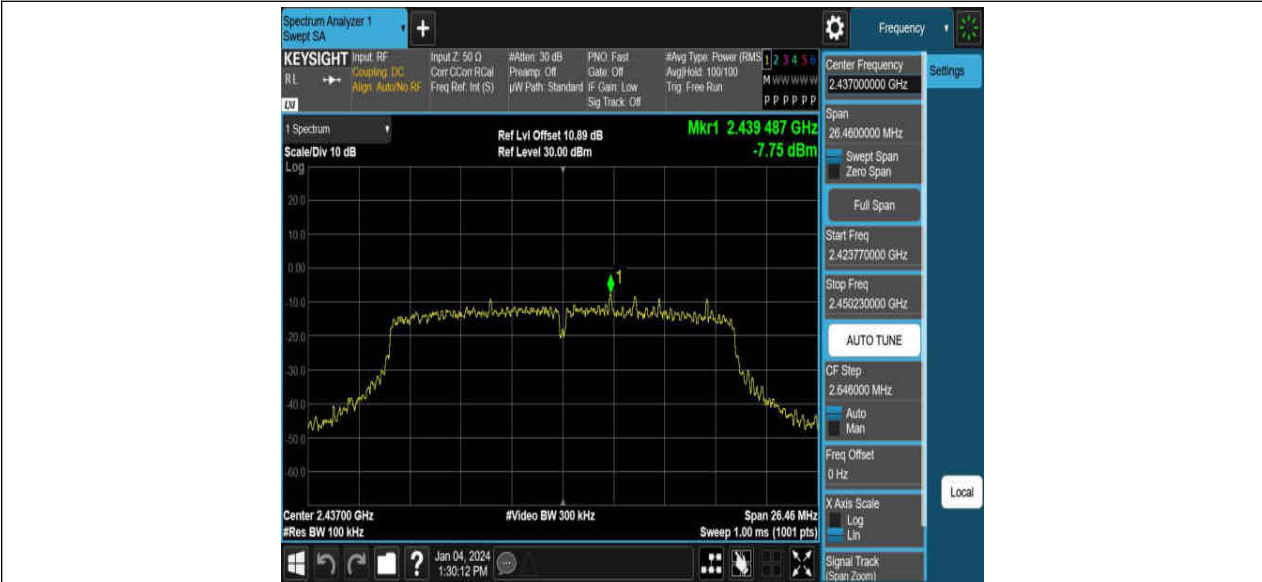 Spectrum Analyzer 1
Swept SA
+
Frequency
KEYSIGHT
RL
LXI
Input: RF
Coupling: DC
Align: Auto/No RF
Input Z: 50 Ω
Corr CCorr RCal
Freq Ref: Int (S)
#Atten: 30 dB
Preamp: Off
µW Path: Standard
PNO: Fast
Gate: Off
IF Gain: Low
Sig Track: Off
#Avg Type: Power (RMS
Avg|Hold: 100/100
Trig: Free Run
1 2 3 4 5 6
M W W W W W
P P P P P P
1 Spectrum
Scale/Div 10 dB
Log
Ref Lvl Offset 10.89 dB
Ref Level 30.00 dBm
Mkr1 2.439 487 GHz
-7.75 dBm
20.0
10.0
0.00
-10.0
-20.0
-30.0
-40.0
-50.0
-60.0
1
Center 2.43700 GHz
#Res BW 100 kHz
#Video BW 300 kHz
Span 26.46 MHz
Sweep 1.00 ms (1001 pts)
Center Frequency
2.437000000 GHz
Span
26.4600000 MHz
Swept Span
Zero Span
Full Span
Start Freq
2.423770000 GHz
Stop Freq
2.450230000 GHz
AUTO TUNE
CF Step
2.646000 MHz
Auto
Man
Freq Offset
0 Hz
X Axis Scale
Log
Lin
Signal Track
(Span Zoom)
Settings
Local
?
Jan 04, 2024
1:30:12 PM